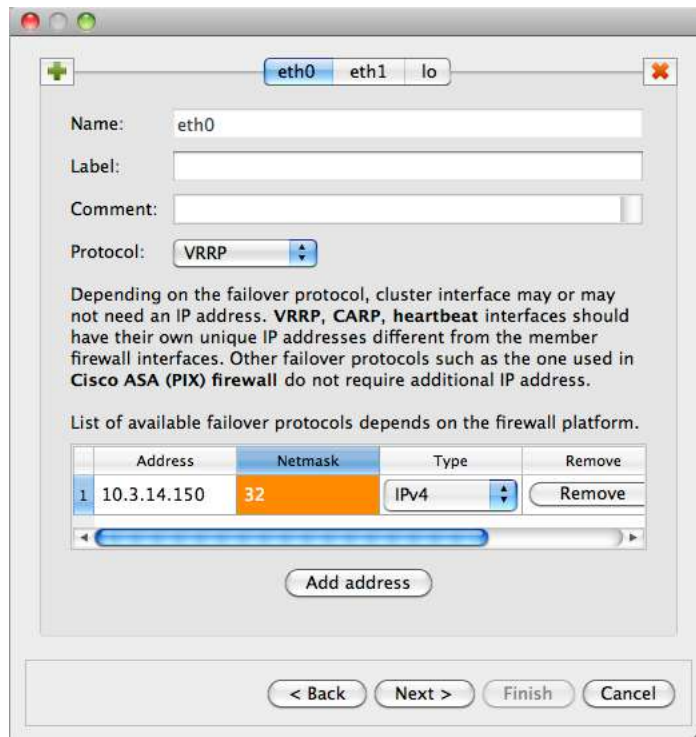 eth0 eth1 lo
Name: eth0
Label:
Comment:
Protocol: VRRP
Depending on the failover protocol, cluster interface may or may
not need an IP address. VRRP, CARP, heartbeat interfaces should
have their own unique IP addresses different from the member
firewall interfaces. Other failover protocols such as the one used in
Cisco ASA (PIX) firewall do not require additional IP address.
List of available failover protocols depends on the firewall platform.
Address Netmask Type Remove
1 10.3.14.150 32 IPv4 Remove
Add address
< Back Next > Finish Cancel